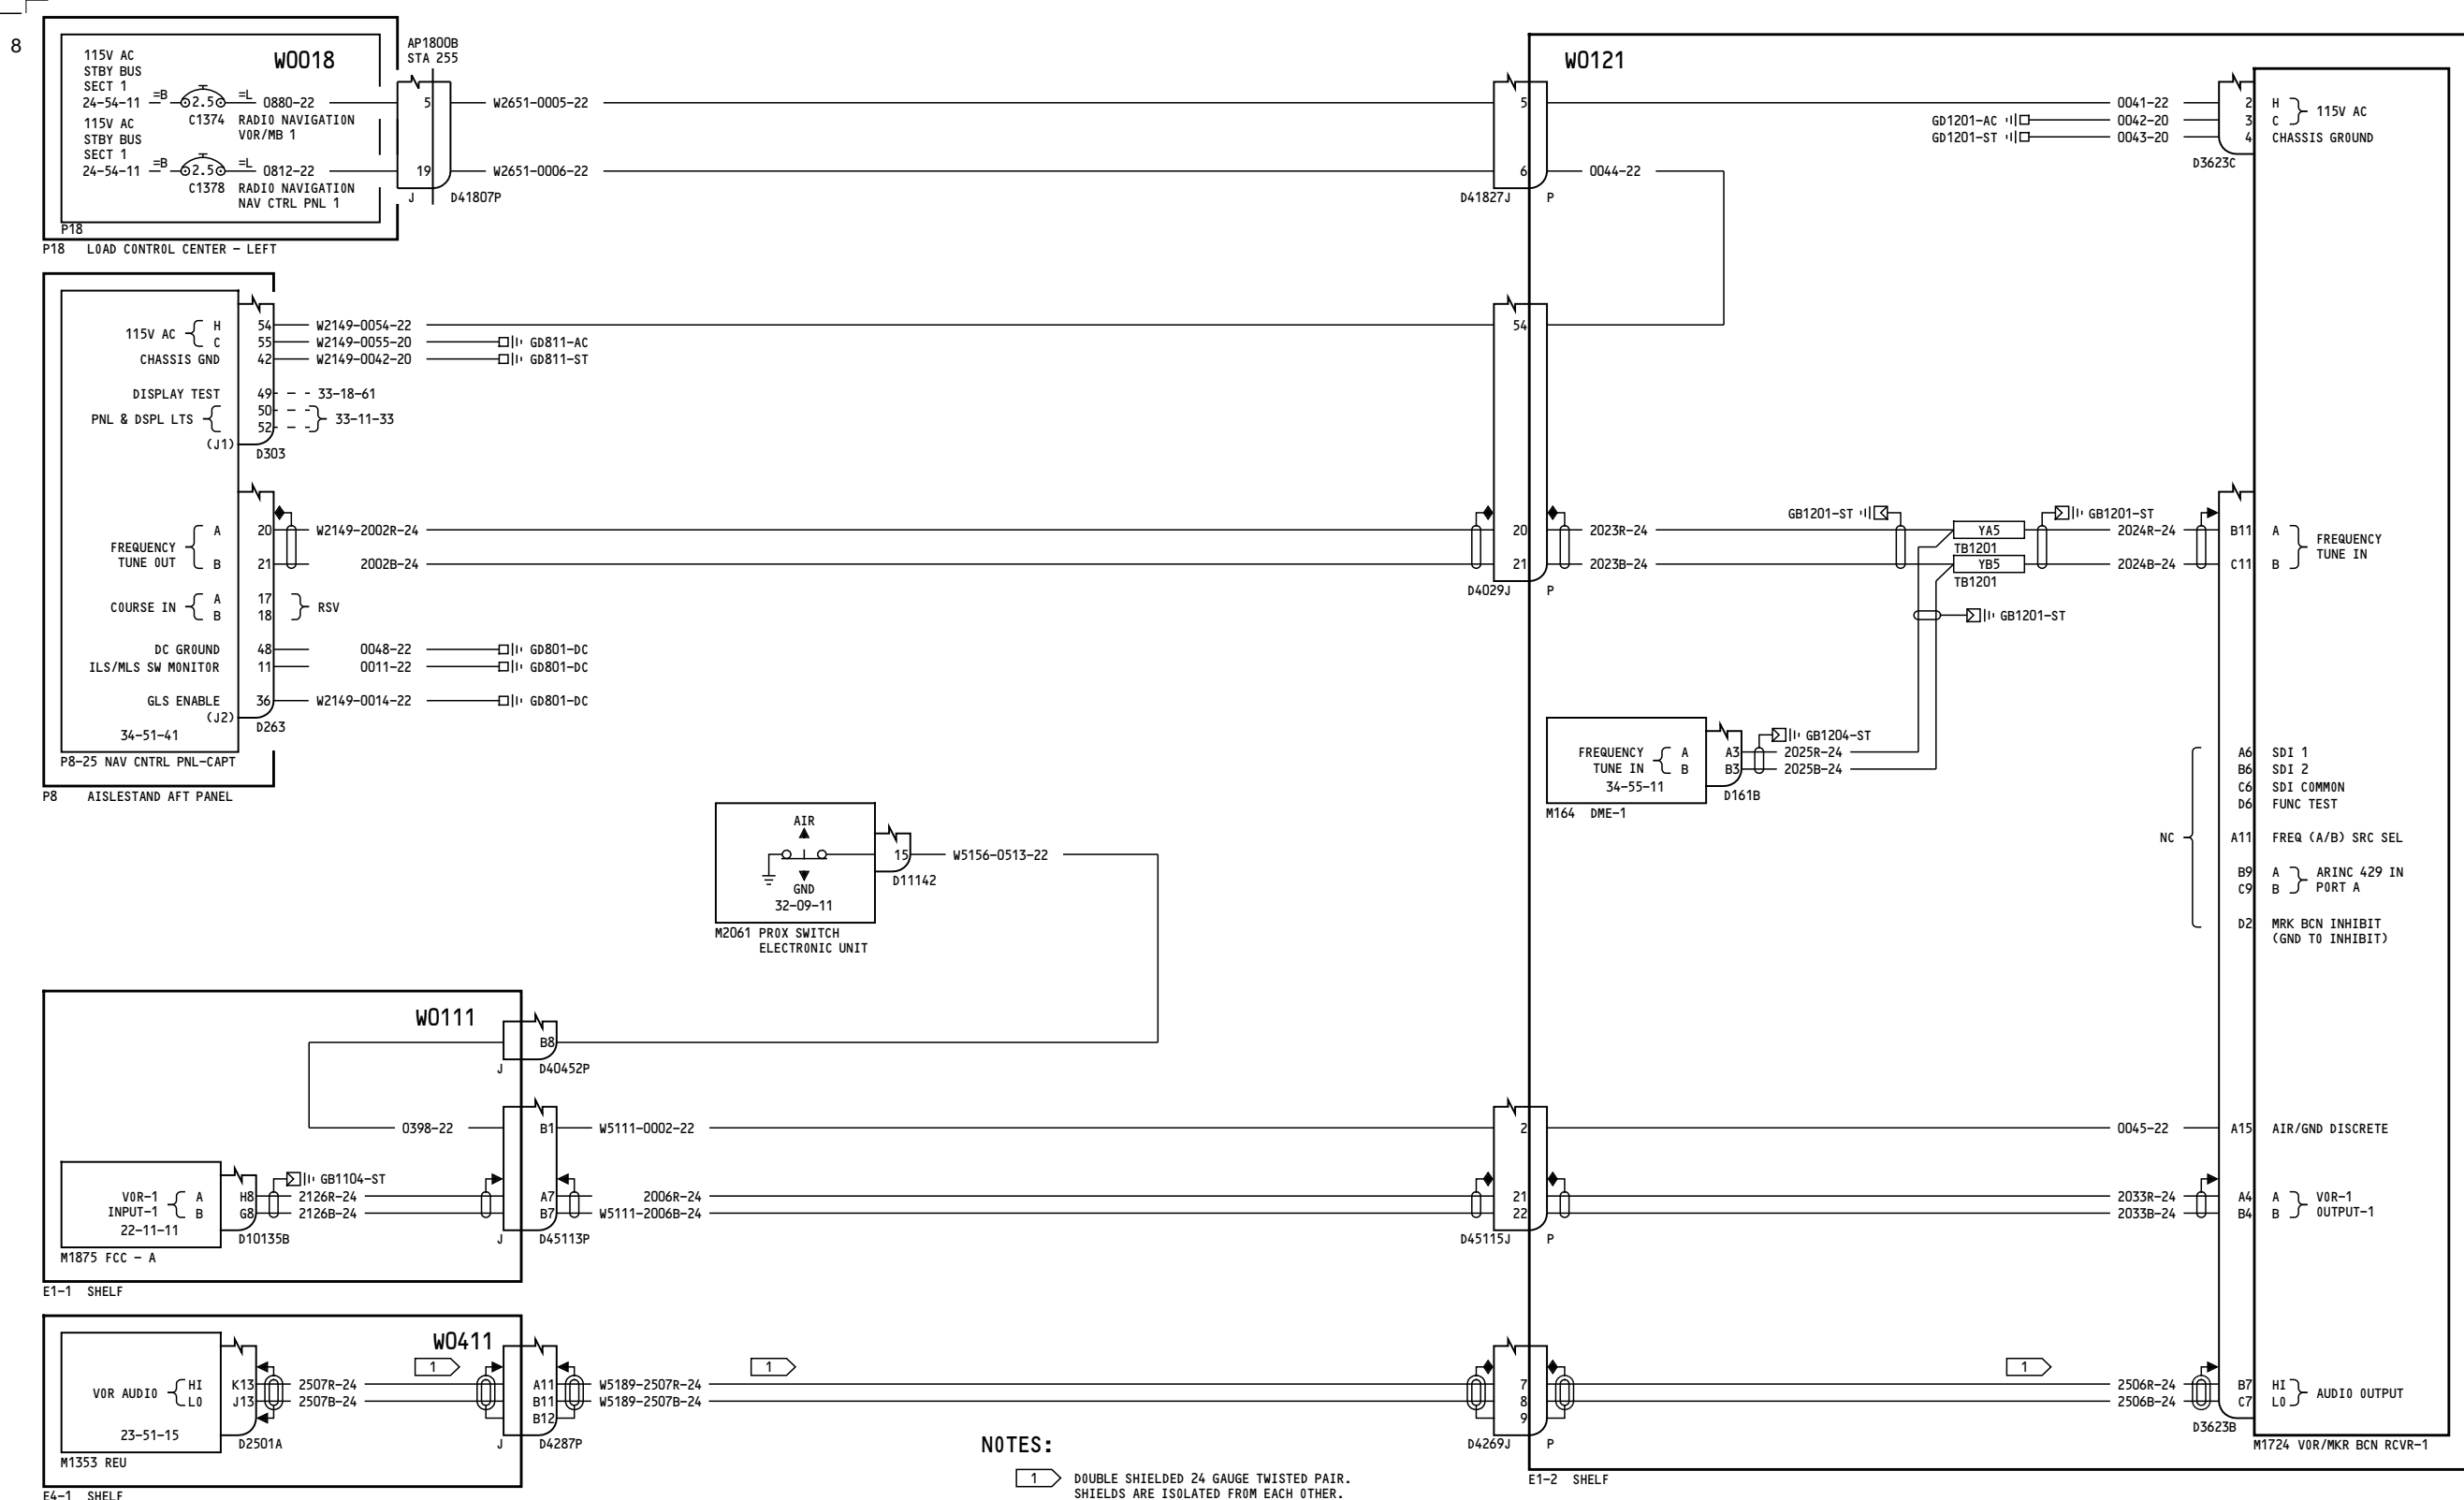 8
115V AC
STBY BUS
SECT 1
24-54-11 =B 2.5 =L 0880-22
C1374 RADIO NAVIGATION
VOR/MB 1
115V AC
STBY BUS
SECT 1
24-54-11 =B 2.5 =L 0812-22
C1378 RADIO NAVIGATION
NAV CTRL PNL 1
W0018
AP1800B
STA 255
5 W2651-0005-22
19 W2651-0006-22
J D41807P
P18
P18 LOAD CONTROL CENTER - LEFT
115V AC H 54 W2149-0054-22
C 55 W2149-0055-20 GD811-AC
CHASSIS GND 42 W2149-0042-20 GD811-ST
DISPLAY TEST 49 33-18-61
PNL & DSPL LTS 50 33-11-33
52
(J1) D303
FREQUENCY TUNE OUT
A 20 W2149-2002R-24
B 21 2002B-24
COURSE IN A 17 RSV
B 18
DC GROUND 48 0048-22 GD801-DC
ILS/MLS SW MONITOR 11 0011-22 GD801-DC
GLS ENABLE 36 W2149-0014-22 GD801-DC
(J2) D263
34-51-41
P8-25 NAV CNTRL PNL-CAPT
P8 AISLESTAND AFT PANEL
AIR
15 W5156-0513-22
GND
D11142
32-09-11
M2061 PROX SWITCH
ELECTRONIC UNIT
W0111
B8
J D40452P
0398-22 B1 W5111-0002-22
GB1104-ST
VOR-1 INPUT-1
A H8 2126R-24 A7 2006R-24
B G8 2126B-24 B7 W5111-2006B-24
22-11-11
D10135B J D45113P
M1875 FCC - A
E1-1 SHELF
W0411
1
1
VOR AUDIO HI K13 2507R-24 A11 W5189-2507R-24
LO J13 2507B-24 B11 W5189-2507B-24
B12
23-51-15
D2501A J D4287P
M1353 REU
E4-1 SHELF
NOTES:
1 DOUBLE SHIELDED 24 GAUGE TWISTED PAIR.
SHIELDS ARE ISOLATED FROM EACH OTHER.
W0121
5 0041-22 2 H 115V AC
GD1201-AC 0042-20 3 C
GD1201-ST 0043-20 4 CHASSIS GROUND
D3623C
6 0044-22
D41827J P
54
GB1201-ST GB1201-ST
20 2023R-24 YA5 2024R-24 B11 A FREQUENCY
TB1201 TUNE IN
21 2023B-24 YB5 2024B-24 C11 B
TB1201
D4029J P
GB1201-ST
GB1204-ST
FREQUENCY A A3 2025R-24
TUNE IN B B3 2025B-24
34-55-11
D161B
M164 DME-1
A6 SDI 1
B6 SDI 2
C6 SDI COMMON
D6 FUNC TEST
NC A11 FREQ (A/B) SRC SEL
B9 A ARINC 429 IN
C9 B PORT A
D2 MRK BCN INHIBIT
(GND TO INHIBIT)
2 0045-22 A15 AIR/GND DISCRETE
21 2033R-24 A4 A VOR-1
22 2033B-24 B4 B OUTPUT-1
D45115J P
1
7 2506R-24 B7 HI AUDIO OUTPUT
8 2506B-24 C7 LO
9
D4269J P
D3623B
M1724 VOR/MKR BCN RCVR-1
E1-2 SHELF